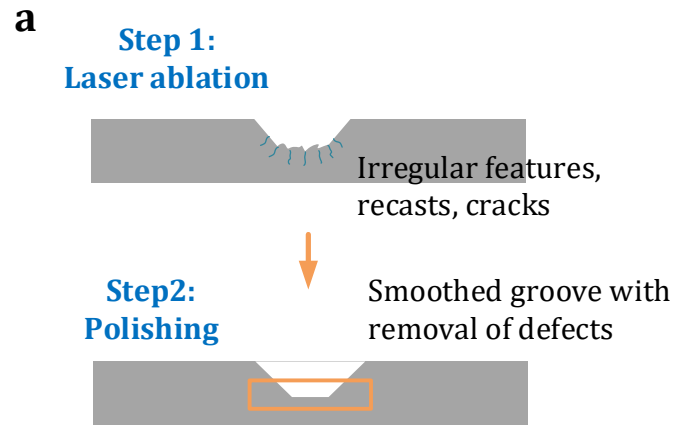 a
Step 1:
Laser ablation
Irregular features,
recasts, cracks
Step2:
Polishing
Smoothed groove with
removal of defects